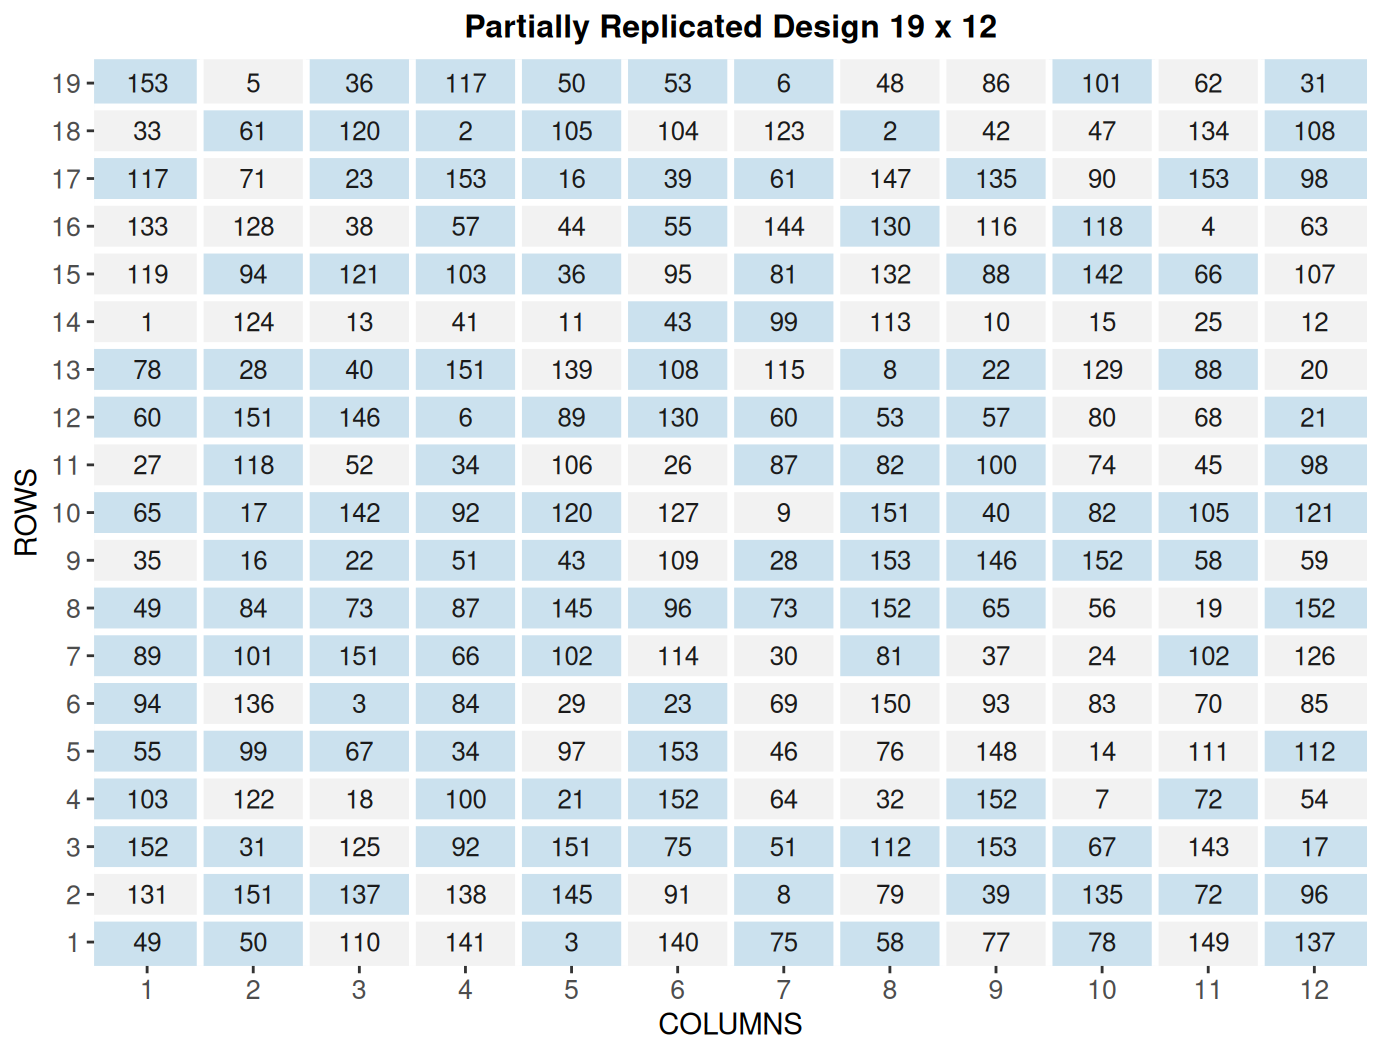 Partially Replicated Design 19 x 12
19 153 5 36 117 50 53 6 48 86 101 62 31
18 33 61 120 2 105 104 123 2 42 47 134 108
17 117 71 23 153 16 39 61 147 135 90 153 98
16 133 128 38 57 44 55 144 130 116 118 4 63
15 119 94 121 103 36 95 81 132 88 142 66 107
14 1 124 13 41 11 43 99 113 10 15 25 12
13 78 28 40 151 139 108 115 8 22 129 88 20
12 60 151 146 6 89 130 60 53 57 80 68 21
11 27 118 52 34 106 26 87 82 100 74 45 98
10 65 17 142 92 120 127 9 151 40 82 105 121
9 35 16 22 51 43 109 28 153 146 152 58 59
8 49 84 73 87 145 96 73 152 65 56 19 152
7 89 101 151 66 102 114 30 81 37 24 102 126
6 94 136 3 84 29 23 69 150 93 83 70 85
5 55 99 67 34 97 153 46 76 148 14 111 112
4 103 122 18 100 21 152 64 32 152 7 72 54
3 152 31 125 92 151 75 51 112 153 67 143 17
2 131 151 137 138 145 91 8 79 39 135 72 96
1 49 50 110 141 3 140 75 58 77 78 149 137
1 2 3 4 5 6 7 8 9 10 11 12
COLUMNS
ROWS